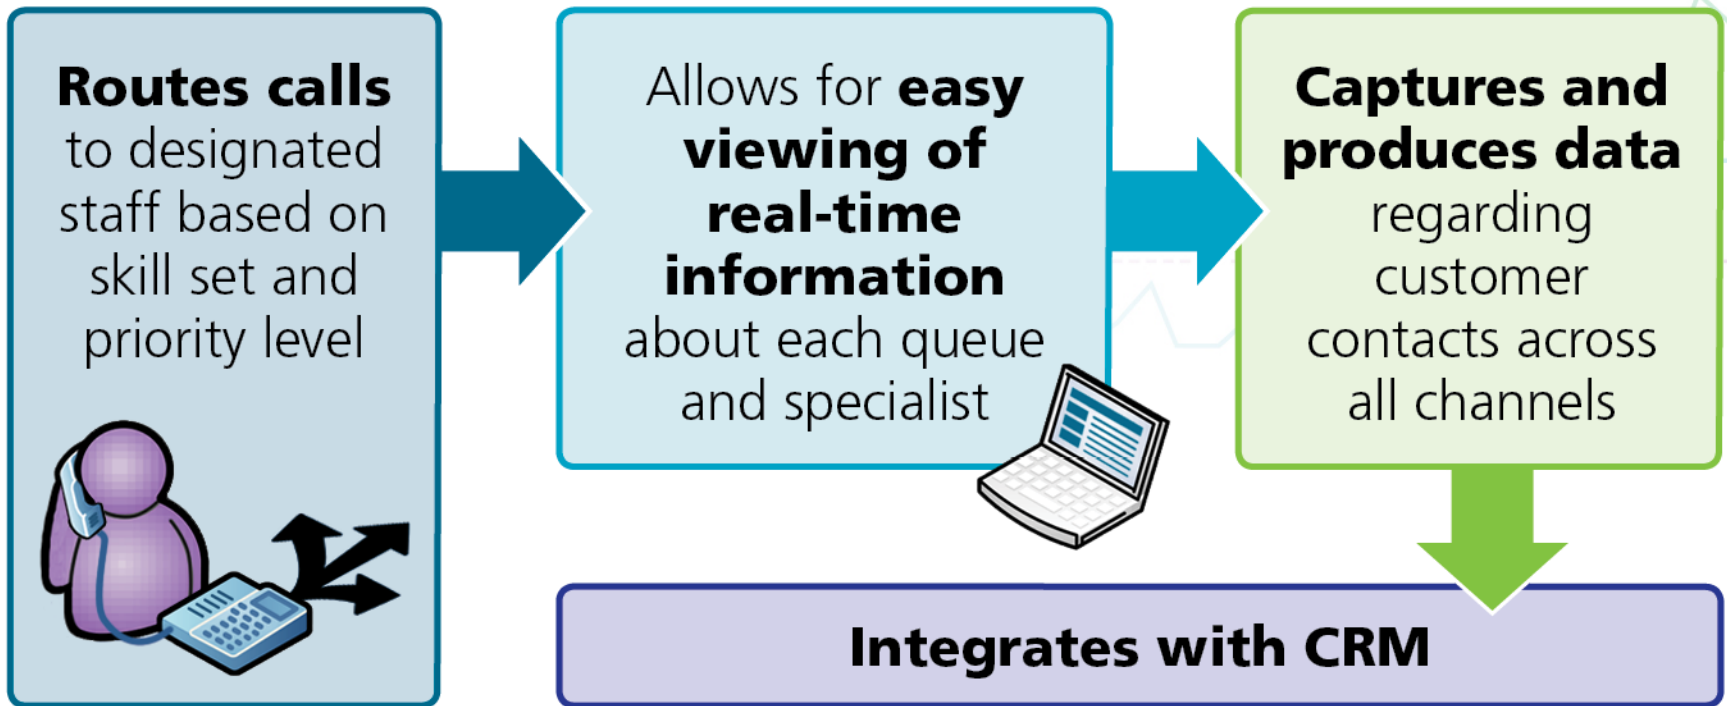 Routes calls
to designated
staff based on
skill set and
priority level
Allows for easy
viewing of
real-time
information
about each queue
and specialist
Captures and
produces data
regarding
customer
contacts across
all channels
Integrates with CRM